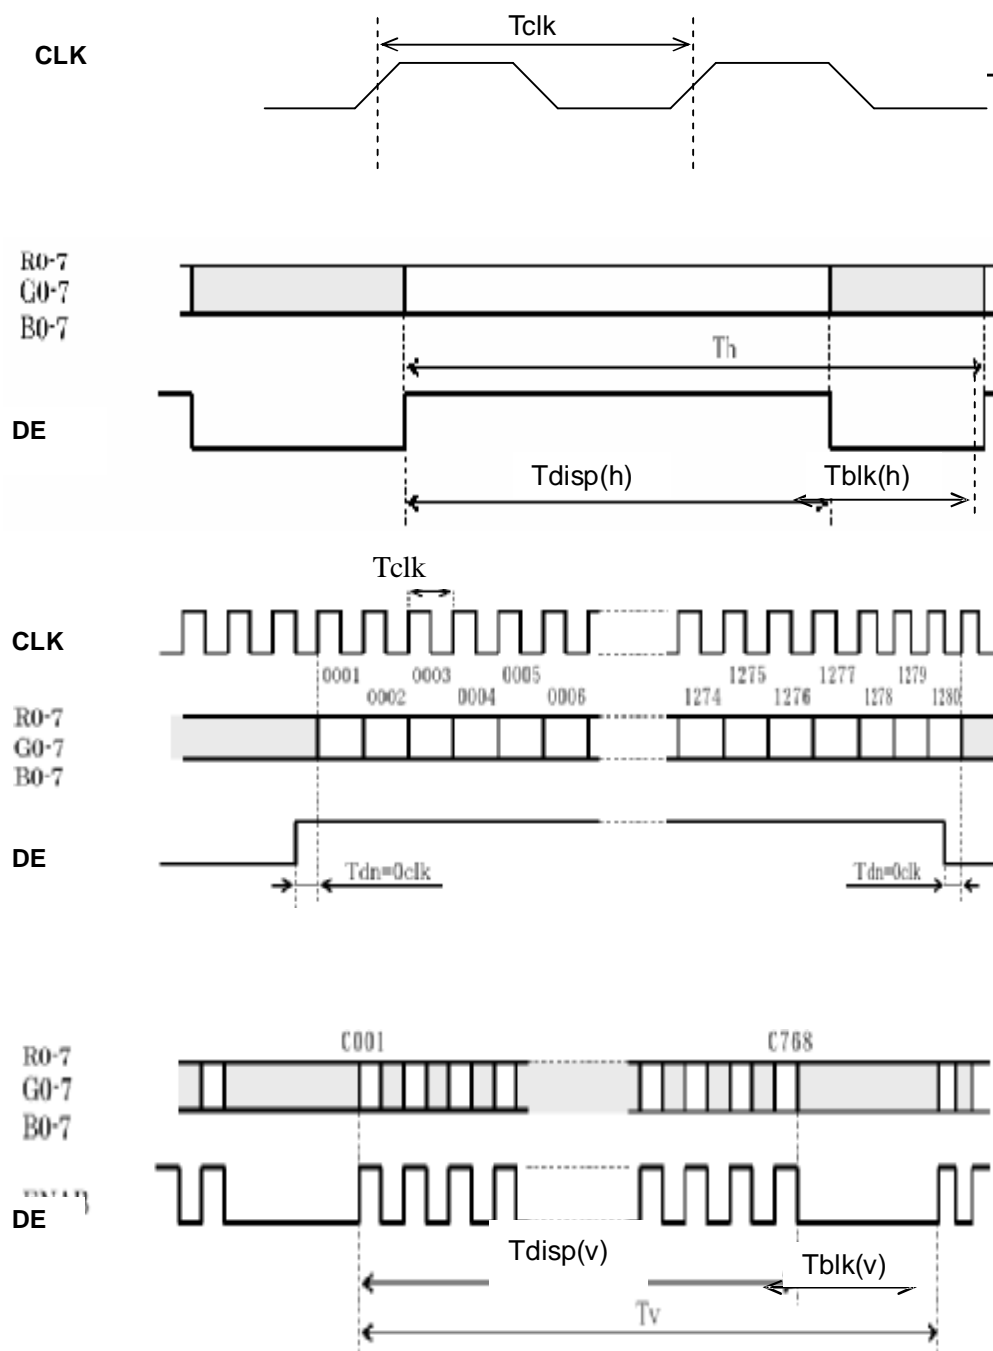 Tclk
CLK
R0-7
G0-7
B0-7
Th
DE
Tdisp(h) Tblk(h)
Tclk
CLK
0001 0003 0005 1275 1277 1279
0002 0004 0006 1274 1276 1278 1280
R0-7
G0-7
B0-7
DE
Tdn=0clk Tdn=0clk
C001 C768
R0-7
G0-7
B0-7
DE
Tdisp(v) Tblk(v)
Tv